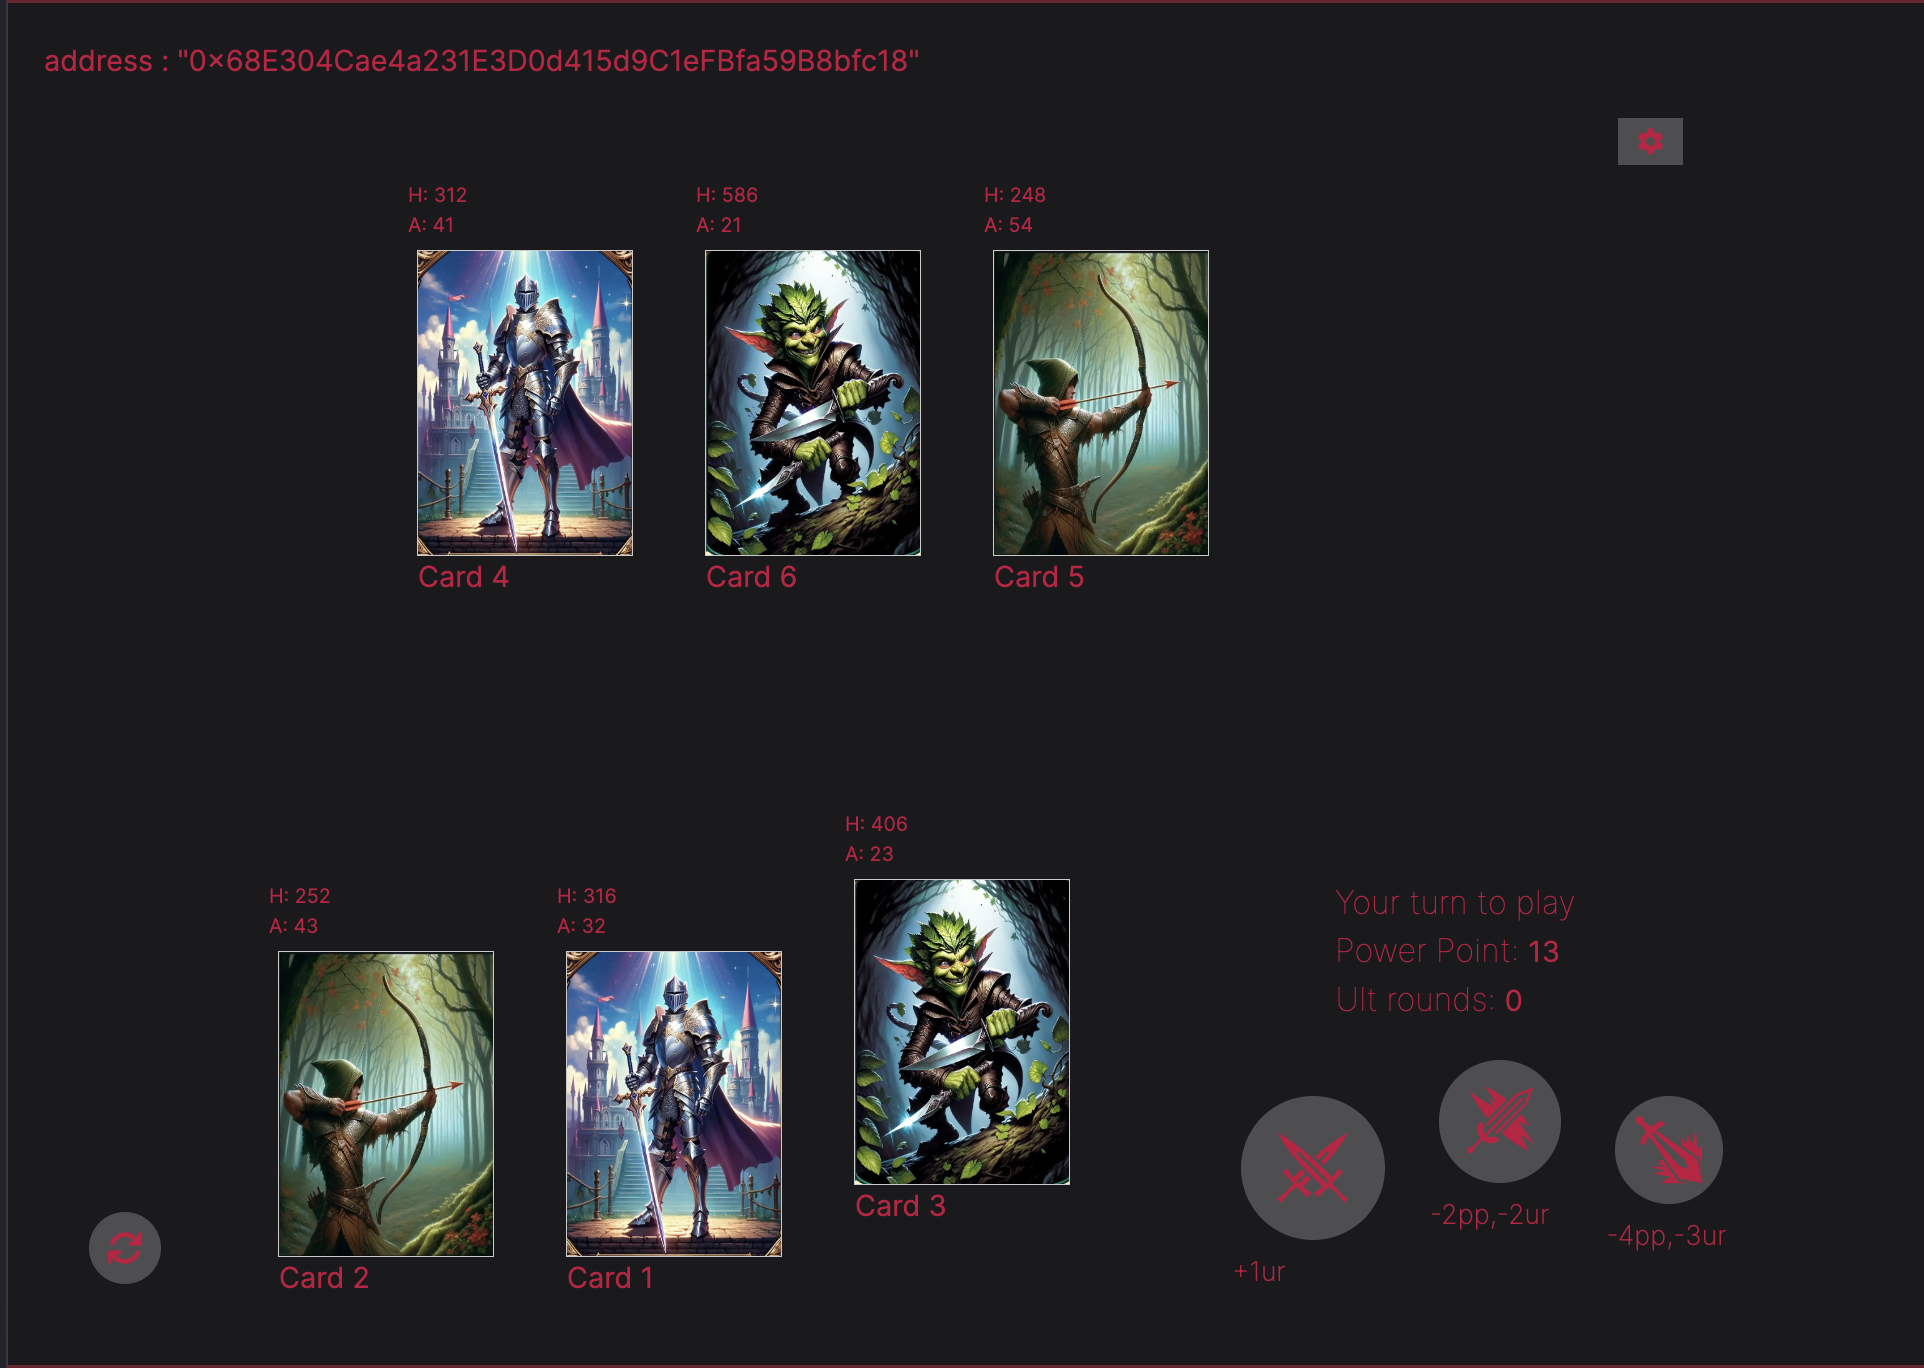 address : "0x68E304Cae4a231E3D0d415d9C1eFBfa59B8bfc18"
H: 312
A: 41
Card 4
H: 586
A: 21
Card 6
H: 248
A: 54
Card 5
H: 252
A: 43
Card 2
H: 316
A: 32
Card 1
H: 406
A: 23
Card 3
Your turn to play
Power Point: 13
Ult rounds: 0
+1ur
-2pp,-2ur
-4pp,-3ur